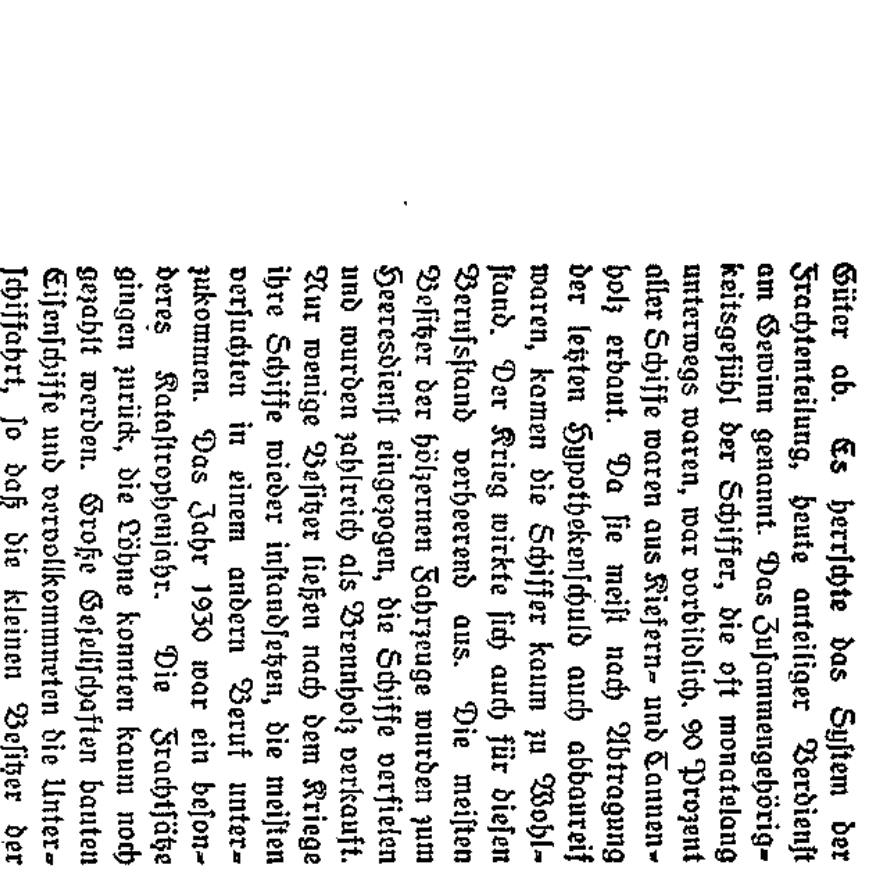 Güter ab. Es herrschte das System der
Frachtenteilung, heute anteiliger Verdienst
am Gewinn genannt. Das Zusammengehörig-
keitsgefühl der Schiffer, die oft monatelang
unterwegs waren, war vorbildlich. 90 Prozent
aller Schiffe waren aus Kiefern- und Tannen-
holz erbaut. Da sie meist nach Abtragung
der letzten Hypothekenschuld auch abbaureif
waren, kamen die Schiffer kaum zu Wohl-
stand. Der Krieg wirkte sich auch für diesen
Berufsstand verheerend aus. Die meisten
Besitzer der hölzernen Fahrzeuge wurden zum
Heeresdienst eingezogen, die Schiffe verfielen
und wurden zahlreich als Brennholz verkauft.
Nur wenige Besitzer ließen nach dem Kriege
ihre Schiffe wieder instandsetzen, die meisten
versuchten in einem andern Beruf unter-
zukommen. Das Jahr 1930 war ein beson-
deres Katastrophenjahr. Die Frachtsätze
gingen zurück, die Löhne konnten kaum noch
gezahlt werden. Große Gesellschaften bauten
Eisenschiffe und vervollkommneten die Unter-
schiffahrt, so daß die kleinen Besitzer der